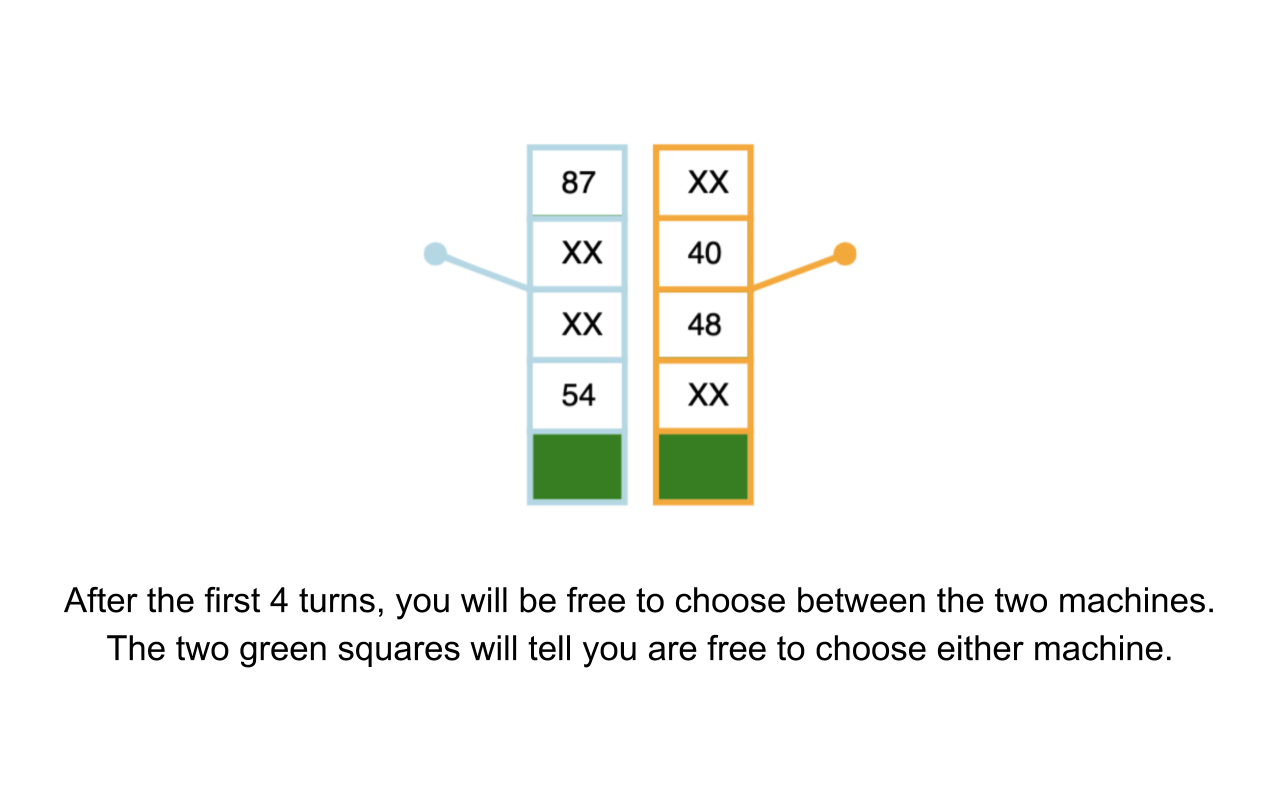 87 XX
XX 40
XX 48
54 XX
After the first 4 turns, you will be free to choose between the two machines.
The two green squares will tell you are free to choose either machine.